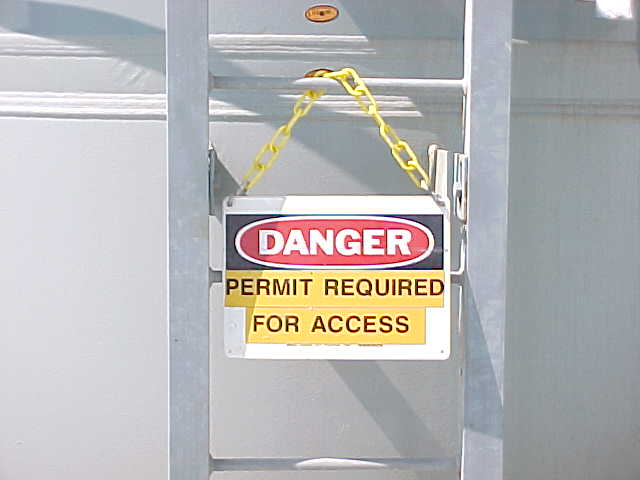 DANGER
PERMIT REQUIRED
FOR ACCESS